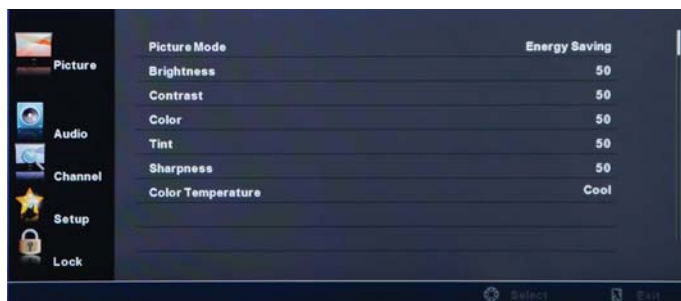 Picture
Audio
Channel
Setup
Lock
Picture Mode Energy Saving
Brightness 50
Contrast 50
Color 50
Tint 50
Sharpness 50
Color Temperature Cool
Select Exit